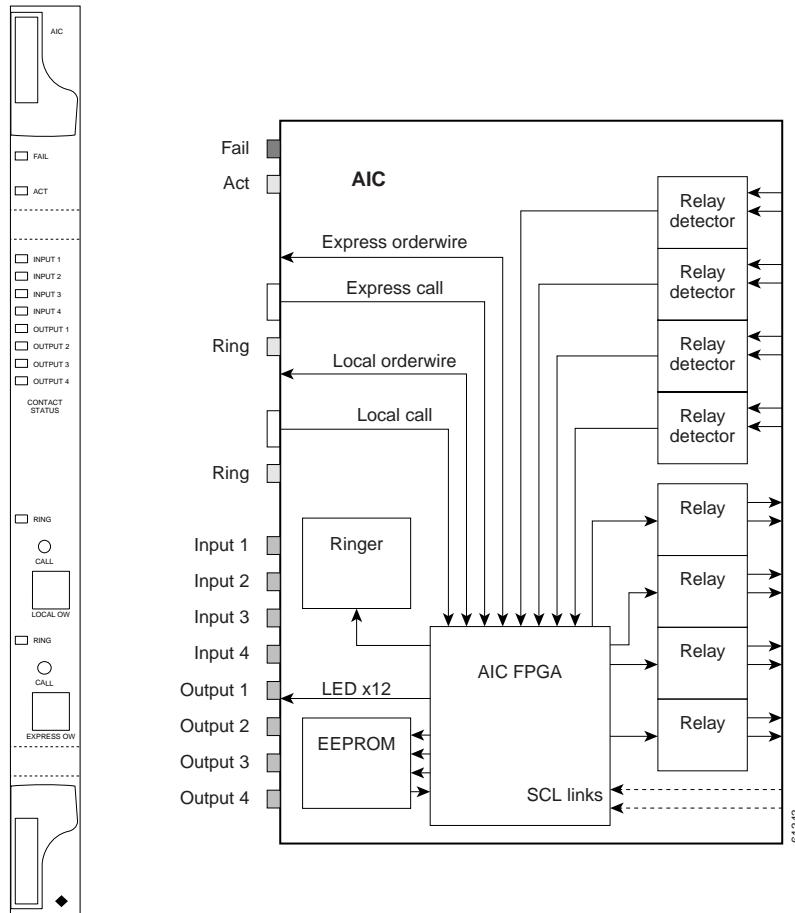 AIC
FAIL
ACT
INPUT 1
INPUT 2
INPUT 3
INPUT 4
OUTPUT 1
OUTPUT 2
OUTPUT 3
OUTPUT 4
CONTACT
STATUS
RING
CALL
LOCAL OW
RING
CALL
EXPRESS OW
Fail
Act
Ring
Ring
Input 1
Input 2
Input 3
Input 4
Output 1
Output 2
Output 3
Output 4
AIC
Express orderwire
Express call
Local orderwire
Local call
Ringer
LED x12
EEPROM
AIC FPGA
SCL links
Relay
detector
Relay
detector
Relay
detector
Relay
detector
Relay
Relay
Relay
Relay